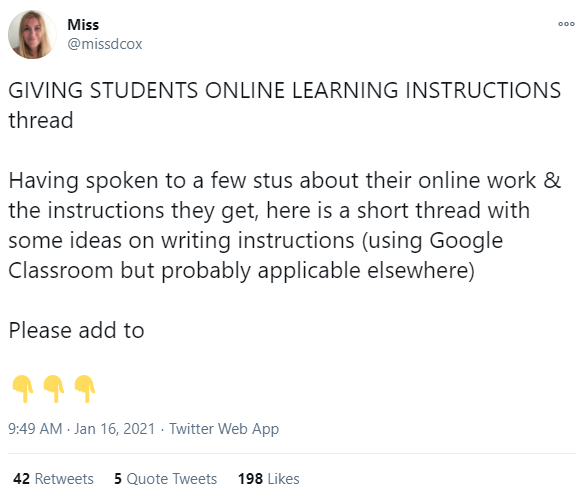 Miss
@missdcox
GIVING STUDENTS ONLINE LEARNING INSTRUCTIONS
thread
Having spoken to a few stus about their online work &
the instructions they get, here is a short thread with
some ideas on writing instructions (using Google
Classroom but probably applicable elsewhere)
Please add to
👇👇👇
9:49 AM · Jan 16, 2021 · Twitter Web App
42 Retweets 5 Quote Tweets 198 Likes